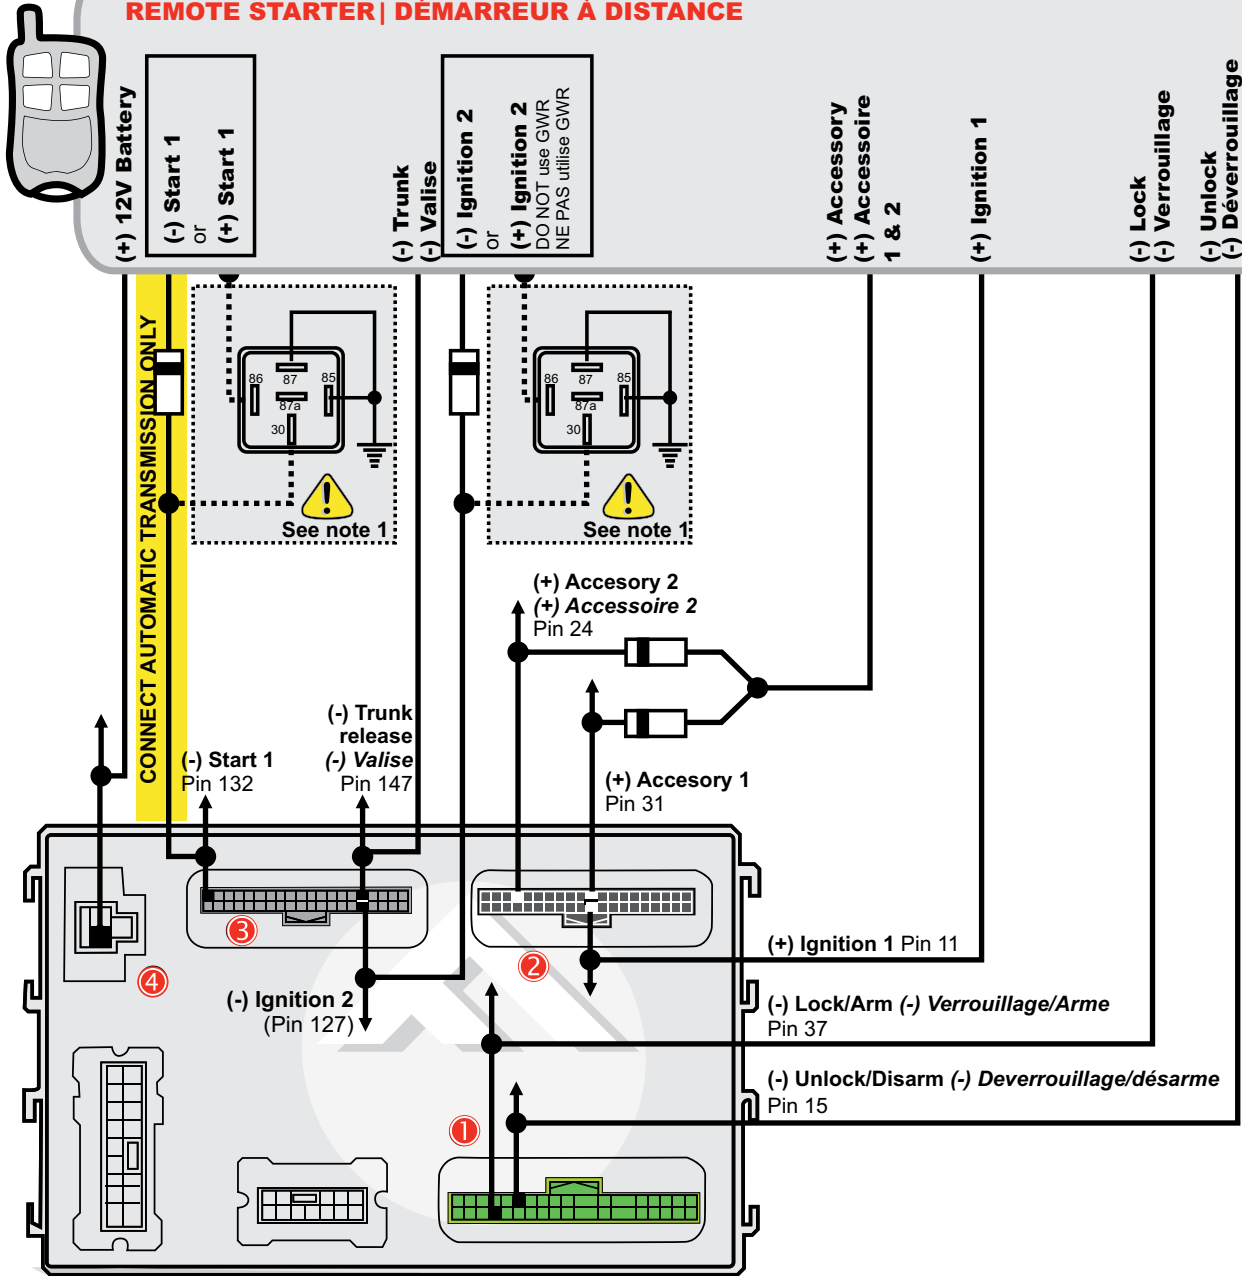 REMOTE STARTER| DÉMARREUR À DISTANCE
(+) 12V Battery
(-) Start 1
or
(+) Start 1
(-) Trunk
(-) Valise
(-) Ignition 2
or
(+) Ignition 2
DO NOT use GWR
NE PAS utilise GWR
(+) Accessory
(+) Accessoire
1 & 2
(+) Ignition 1
(-) Lock
(-) Verrouillage
(-) Unlock
(-) Déverrouillage
CONNECT AUTOMATIC TRANSMISSION ONLY
86
87
85
87a
30
See note 1
86
87
85
87a
30
See note 1
(+) Accesory 2
(+) Accessoire 2
Pin 24
(-) Trunk
release
(-) Valise
Pin 147
(-) Start 1
Pin 132
(+) Accesory 1
Pin 31
3
2
4
(+) Ignition 1 Pin 11
(-) Ignition 2
(Pin 127)
(-) Lock/Arm (-) Verrouillage/Arme
Pin 37
(-) Unlock/Disarm (-) Deverrouillage/désarme
Pin 15
1